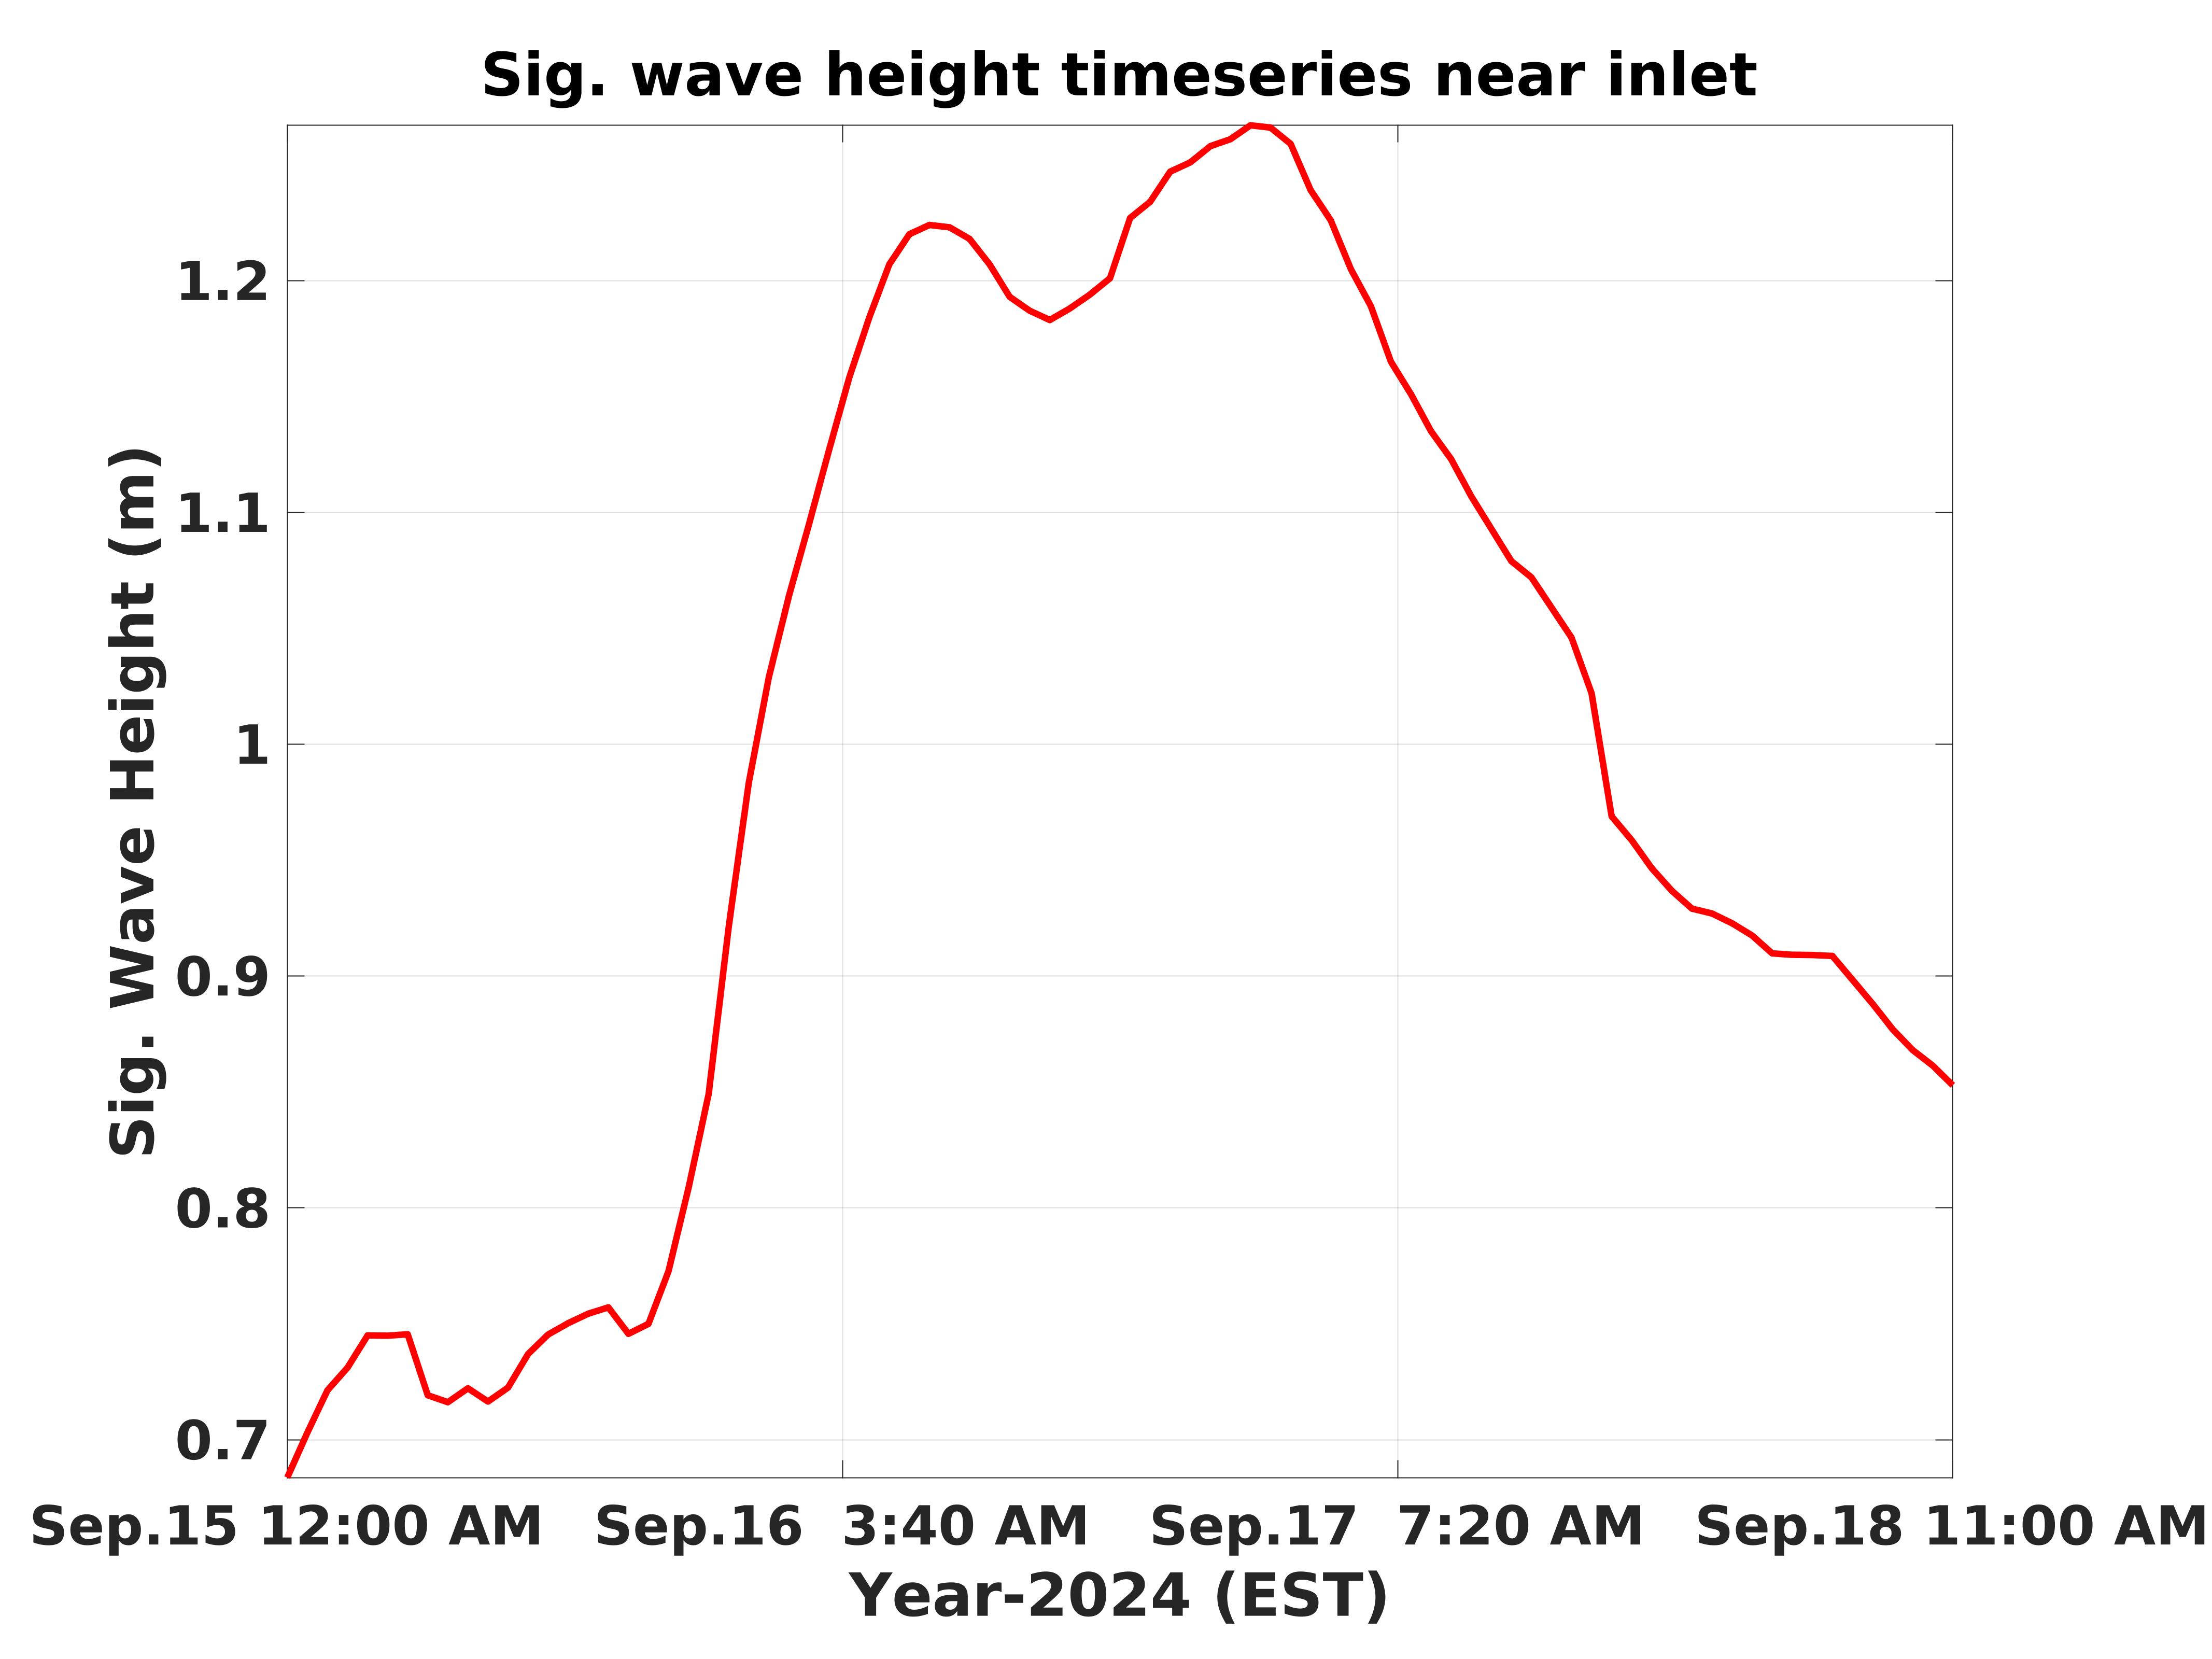 Sig. wave height timeseries near inlet
Sig. Wave Height (m)
1.2
1.1
1
0.9
0.8
0.7
Sep.15 12:00 AM Sep.16 3:40 AM Sep.17 7:20 AM Sep.18 11:00 AM
Year-2024 (EST)